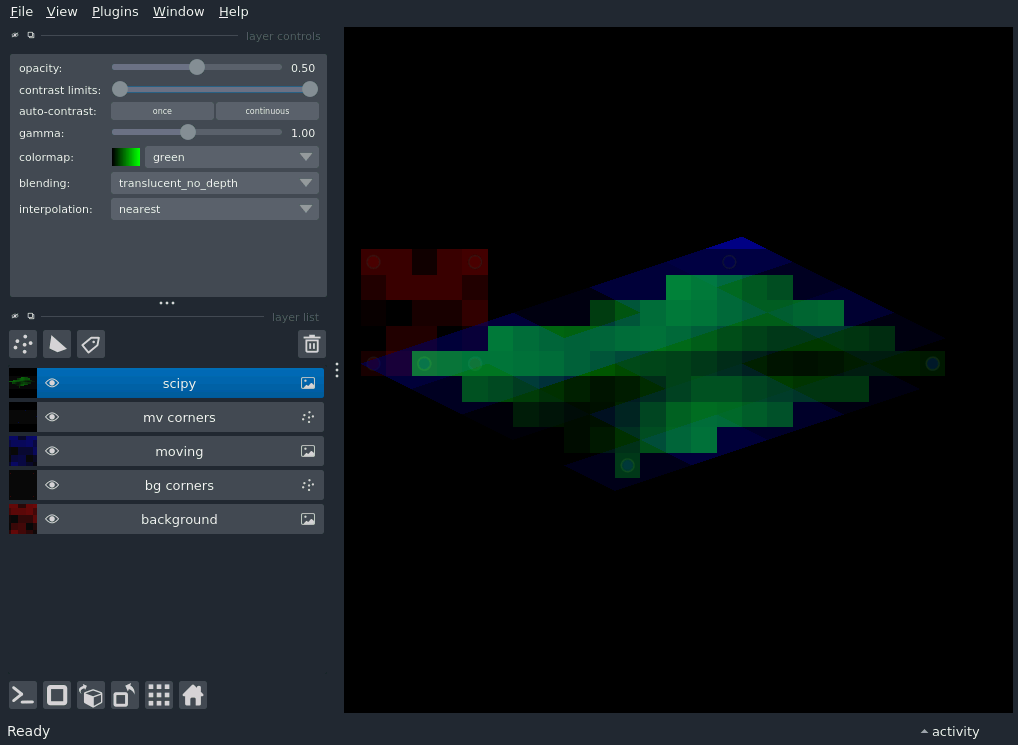 File View Plugins Window Help
layer controls
opacity: 0.50
contrast limits:
auto-contrast: once continuous
gamma: 1.00
colormap: green
blending: translucent_no_depth
interpolation: nearest
layer list
scipy
mv corners
moving
bg corners
background
Ready activity